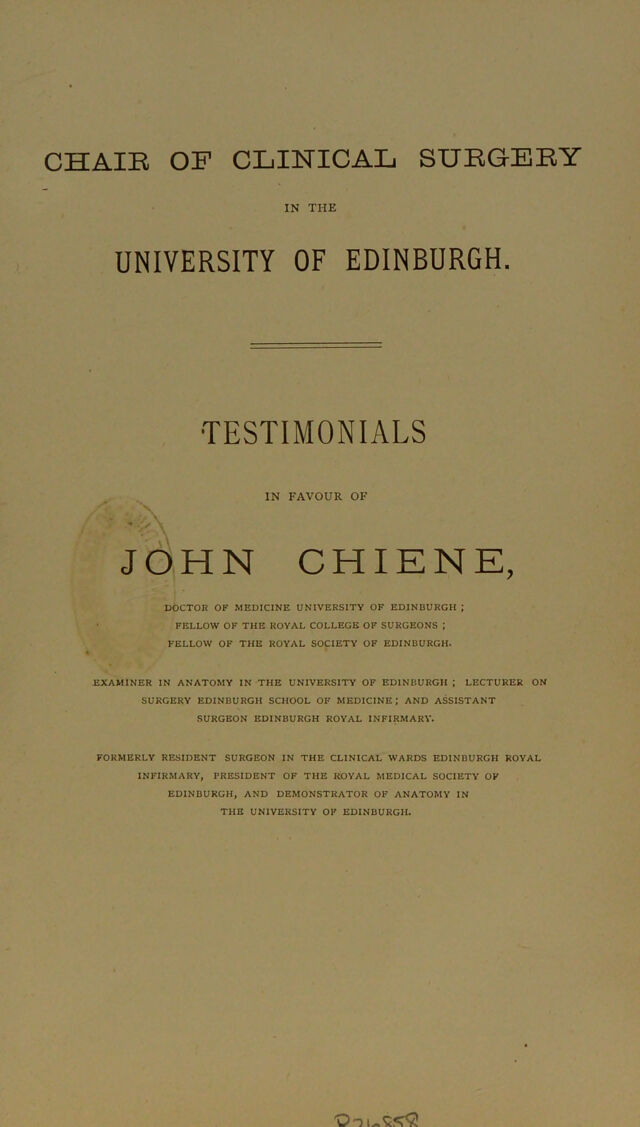 CHAIR OF CLINICAL SURGERY
IN THE
UNIVERSITY OF EDINBURGH.
TESTIMONIALS
IN FAVOUR OF
JOHN CHIENE,
DOCTOR OF MEDICINE UNIVERSITY OF EDINBURGH ;
FELLOW OF THE ROYAL COLLEGE OF SURGEONS ;
FELLOW OF THE ROYAL SOCIETY OF EDINBURGH.
EXAMINER IN ANATOMY IN THE UNIVERSITY OF EDINBURGH ; LECTURER ON
SURGERY EDINBURGH SCHOOL OF MEDICINE ; AND ASSISTANT
SURGEON EDINBURGH ROYAL INFIRMARY.
FORMERLY RESIDENT SURGEON IN THE CLINICAL WARDS EDINBURGH ROYAL
INFIRMARY, PRESIDENT OF THE ROYAL MEDICAL SOCIETY OF
EDINBURGH, AND DEMONSTRATOR OF ANATOMY IN
THE UNIVERSITY OF EDINBURGH.